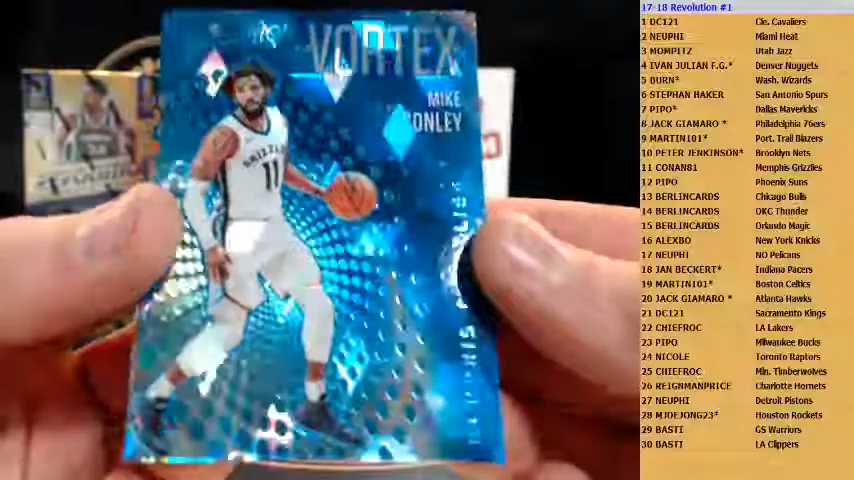 VORTEX
MIKE
CONLEY
GRIZZLIES
11
17-18 Revolution #1
1 DC121 Cle. Cavaliers
2 NEUPHI Miami Heat
3 MOMPITZ Utah Jazz
4 IVAN JULIAN F.G.* Denver Nuggets
5 BURN* Wash. Wizards
6 STEPHAN HAKER San Antonio Spurs
7 PIPO* Dallas Mavericks
8 JACK GIAMARO * Philadelphia 76ers
9 MARTIN101* Port. Trail Blazers
10 PETER JENKINSON* Brooklyn Nets
11 CONAN81 Memphis Grizzlies
12 PIPO Phoenix Suns
13 BERLINCARDS Chicago Bulls
14 BERLINCARDS OKC Thunder
15 BERLINCARDS Orlando Magic
16 ALEXBO New York Knicks
17 NEUPHI NO Pelicans
18 JAN BECKERT* Indiana Pacers
19 MARTIN101* Boston Celtics
20 JACK GIAMARO * Atlanta Hawks
21 DC121 Sacramento Kings
22 CHIEFROC LA Lakers
23 PIPO Milwaukee Bucks
24 NICOLE Toronto Raptors
25 CHIEFROC Min. Timberwolves
26 REIGNMANPRICE Charlotte Hornets
27 NEUPHI Detroit Pistons
28 MJDEJONG23* Houston Rockets
29 BASTI GS Warriors
30 BASTI LA Clippers